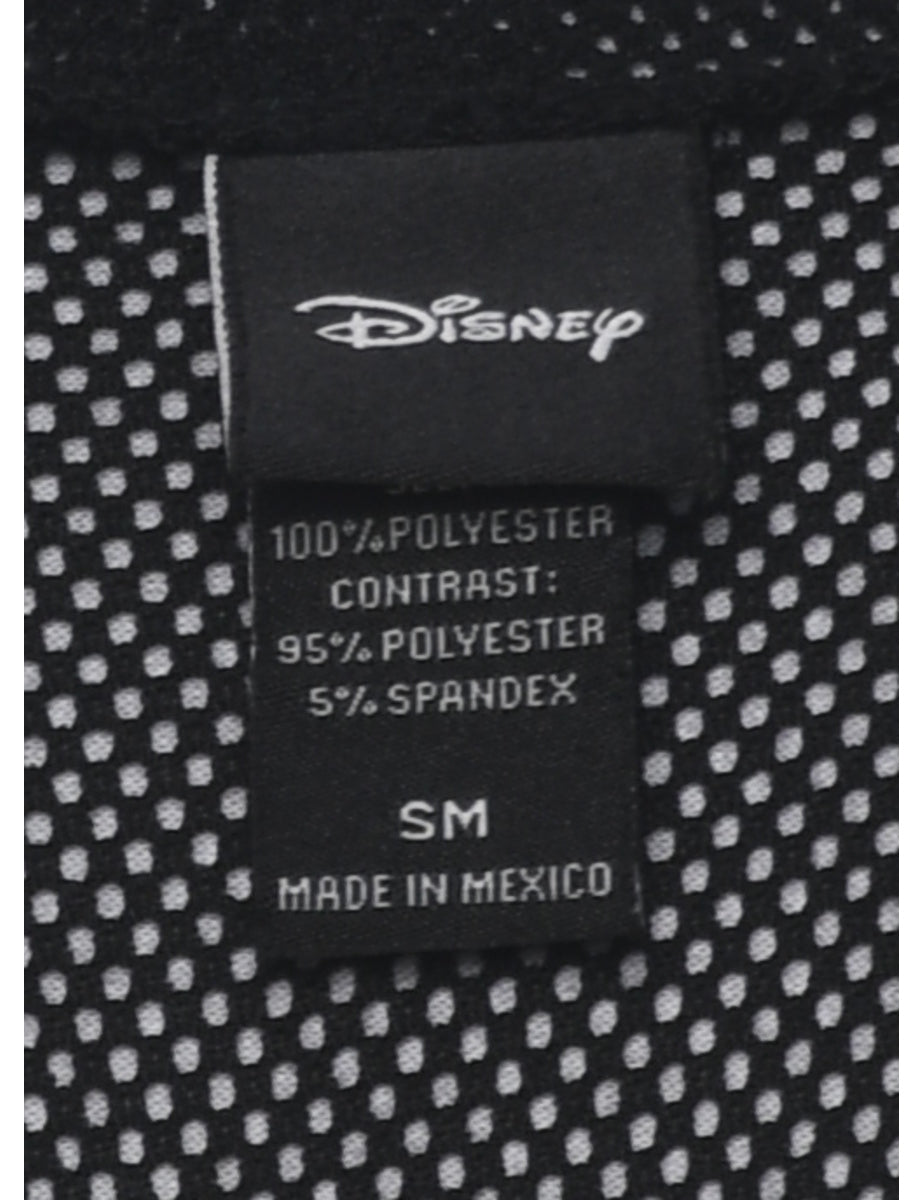 Disney
100% POLYESTER
CONTRAST:
95% POLYESTER
5% SPANDEX
SM
MADE IN MEXICO